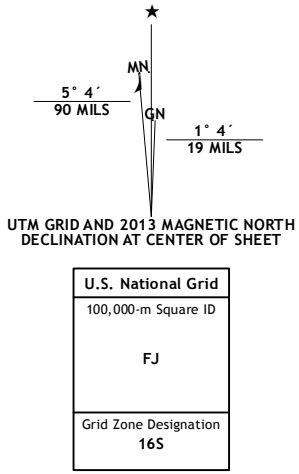 MN
5° 4´
90 MILS
GN
1° 4´
19 MILS
UTM GRID AND 2013 MAGNETIC NORTH
DECLINATION AT CENTER OF SHEET
U.S. National Grid
100,000-m Square ID
FJ
Grid Zone Designation
16S